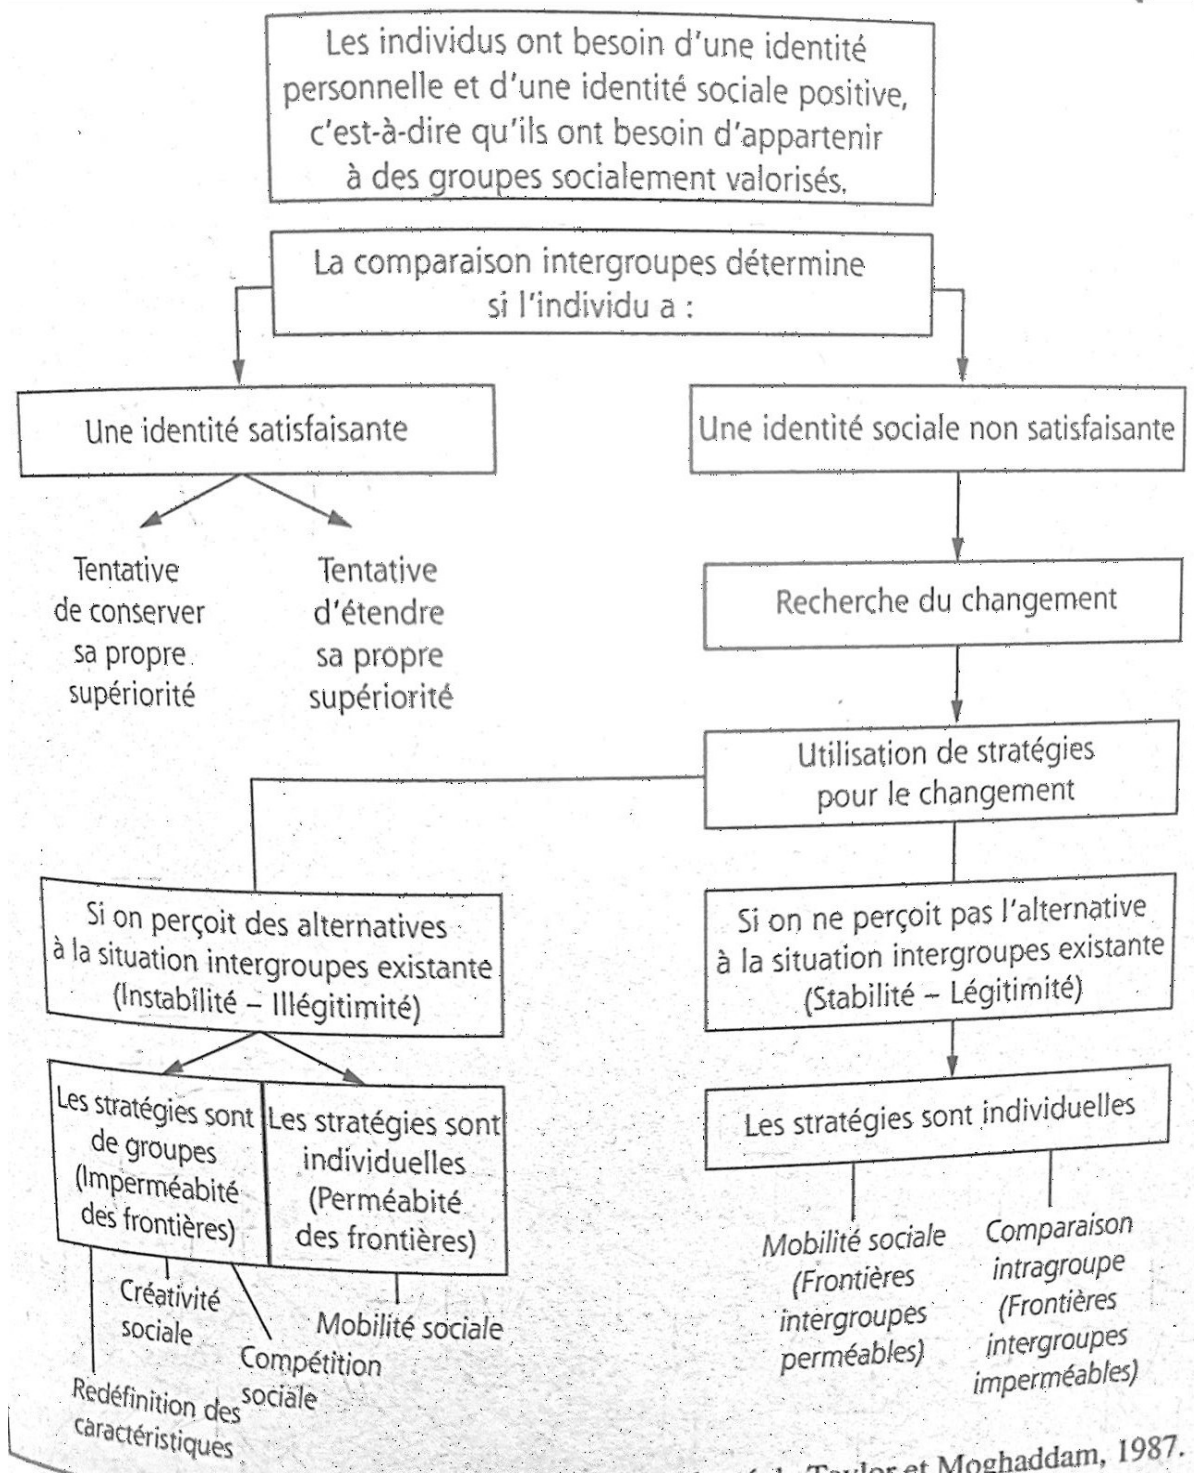 Les individus ont besoin d'une identité
personnelle et d'une identité sociale positive,
c'est-à-dire qu'ils ont besoin d'appartenir
à des groupes socialement valorisés.
La comparaison intergroupes détermine
si l'individu a :
Une identité satisfaisante
Une identité sociale non satisfaisante
Tentative
de conserver
sa propre
supériorité
Tentative
d'étendre
sa propre
supériorité
Recherche du changement
Utilisation de stratégies
pour le changement
Si on perçoit des alternatives
à la situation intergroupes existante
(Instabilité – Illégitimité)
Si on ne perçoit pas l'alternative
à la situation intergroupes existante
(Stabilité – Légitimité)
Les stratégies sont
de groupes
(Imperméabité
des frontières)
Les stratégies sont
individuelles
(Perméabité
des frontières)
Les stratégies sont individuelles
Redéfinition des
caractéristiques
Créativité
sociale
Compétition
sociale
Mobilité sociale
Mobilité sociale
(Frontières
intergroupes
perméables)
Comparaison
intragroupe
(Frontières
intergroupes
imperméables)
Taylor et Moghaddam, 1987.